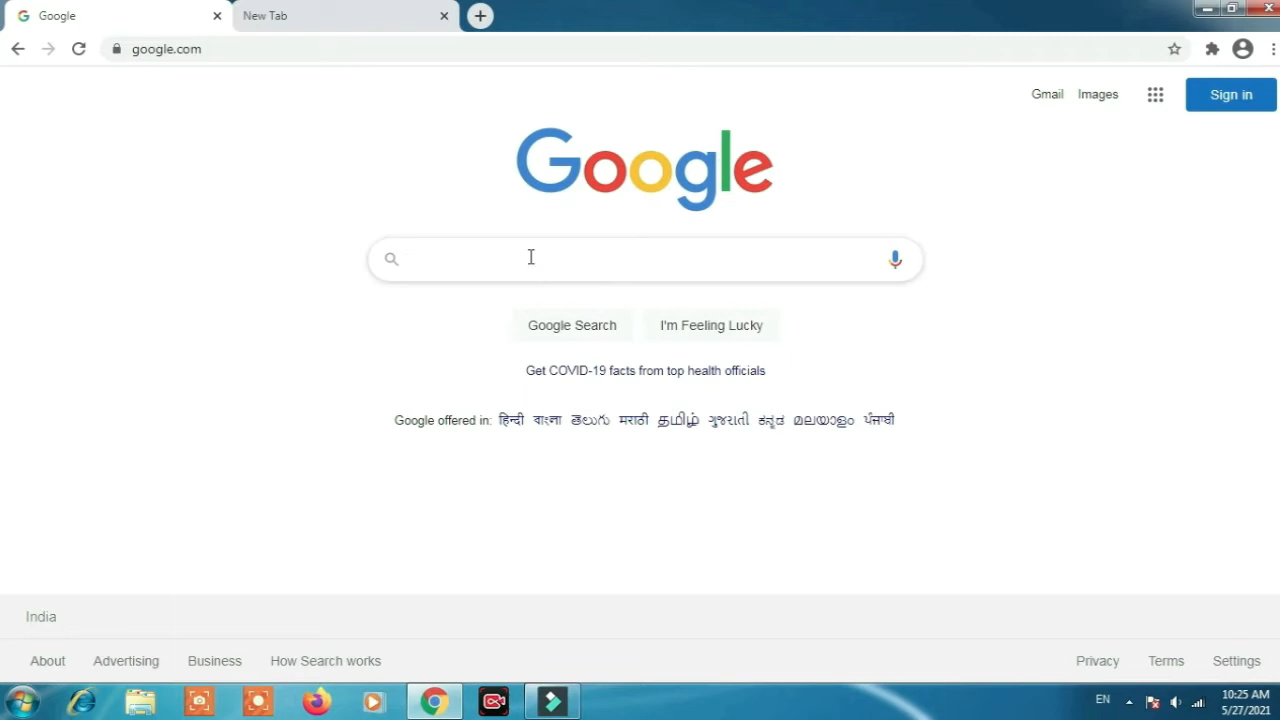 Google
New Tab
google.com
Gmail Images Sign in
Google
Google Search I'm Feeling Lucky
Get COVID-19 facts from top health officials
Google offered in: हिन्दी বাংলা తెలుగు मराठी தமிழ் ગુજરાતી ಕನ್ನಡ മലയാളം ਪੰਜਾਬੀ
India
About Advertising Business How Search works Privacy Terms Settings
EN 10:25 AM
5/27/2021